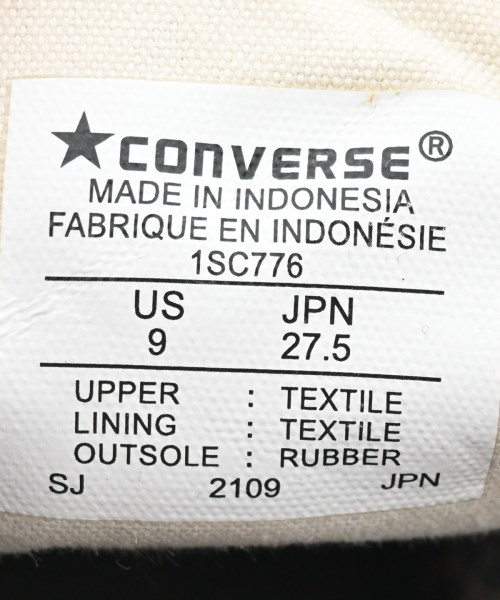 ★CONVERSE®
MADE IN INDONESIA
FABRIQUE EN INDONÉSIE
1SC776
US JPN
9 27.5
UPPER : TEXTILE
LINING : TEXTILE
OUTSOLE : RUBBER
SJ 2109 JPN